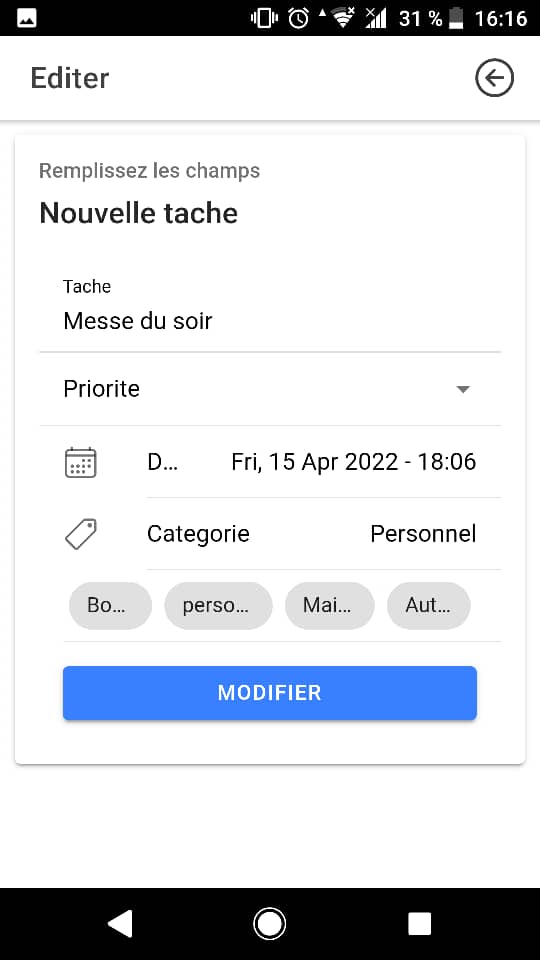 31 % 16:16
Editer
Remplissez les champs
Nouvelle tache
Tache
Messe du soir
Priorite
D... Fri, 15 Apr 2022 - 18:06
Categorie Personnel
Bo... perso... Mai... Aut...
MODIFIER